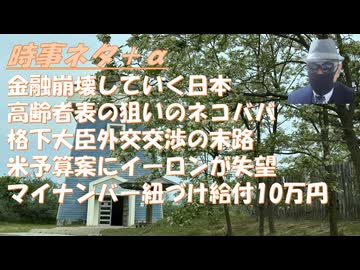 時事ネタ+α
金融崩壊していく日本
高齢者表の狙いのネコババ
格下大臣外交交渉の末路
米予算案にイーロンが失望
マイナンバー紐づけ給付10万円